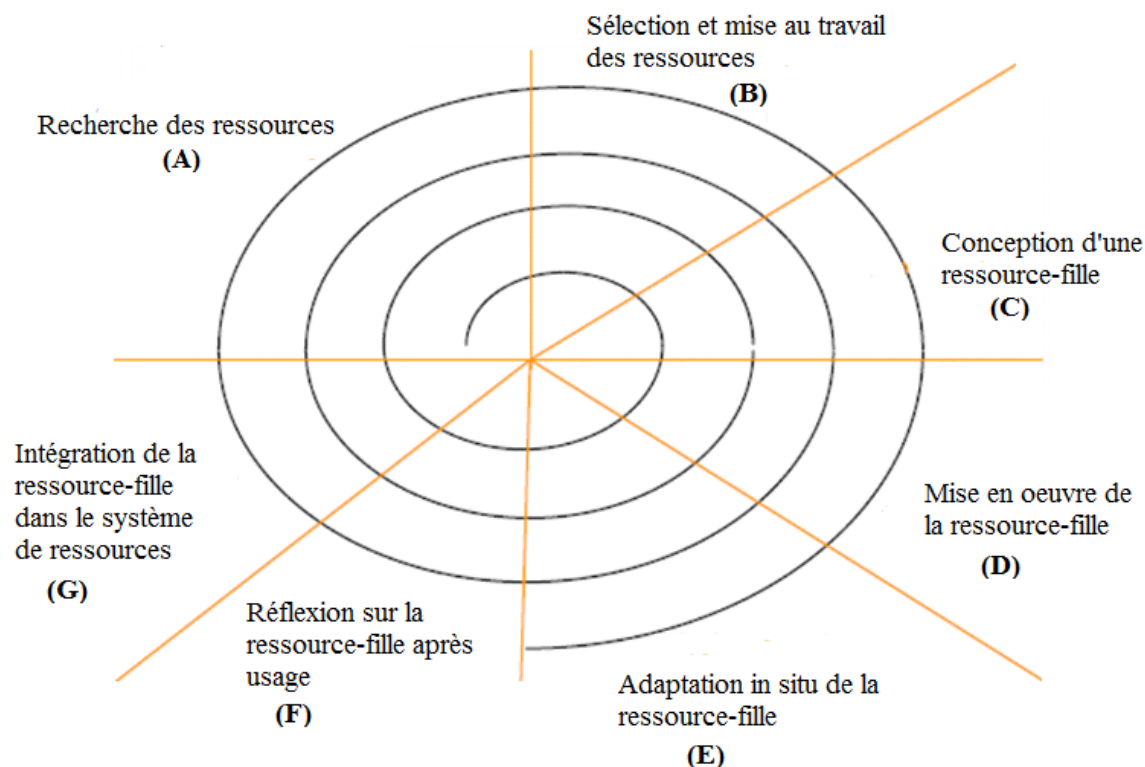 Recherche des ressources
(A)
Sélection et mise au travail
des ressources
(B)
Conception d'une
ressource-fille
(C)
Mise en oeuvre de
la ressource-fille
(D)
Adaptation in situ de la
ressource-fille
(E)
Réflexion sur la
ressource-fille après
usage
(F)
Intégration de la
ressource-fille
dans le système
de ressources
(G)